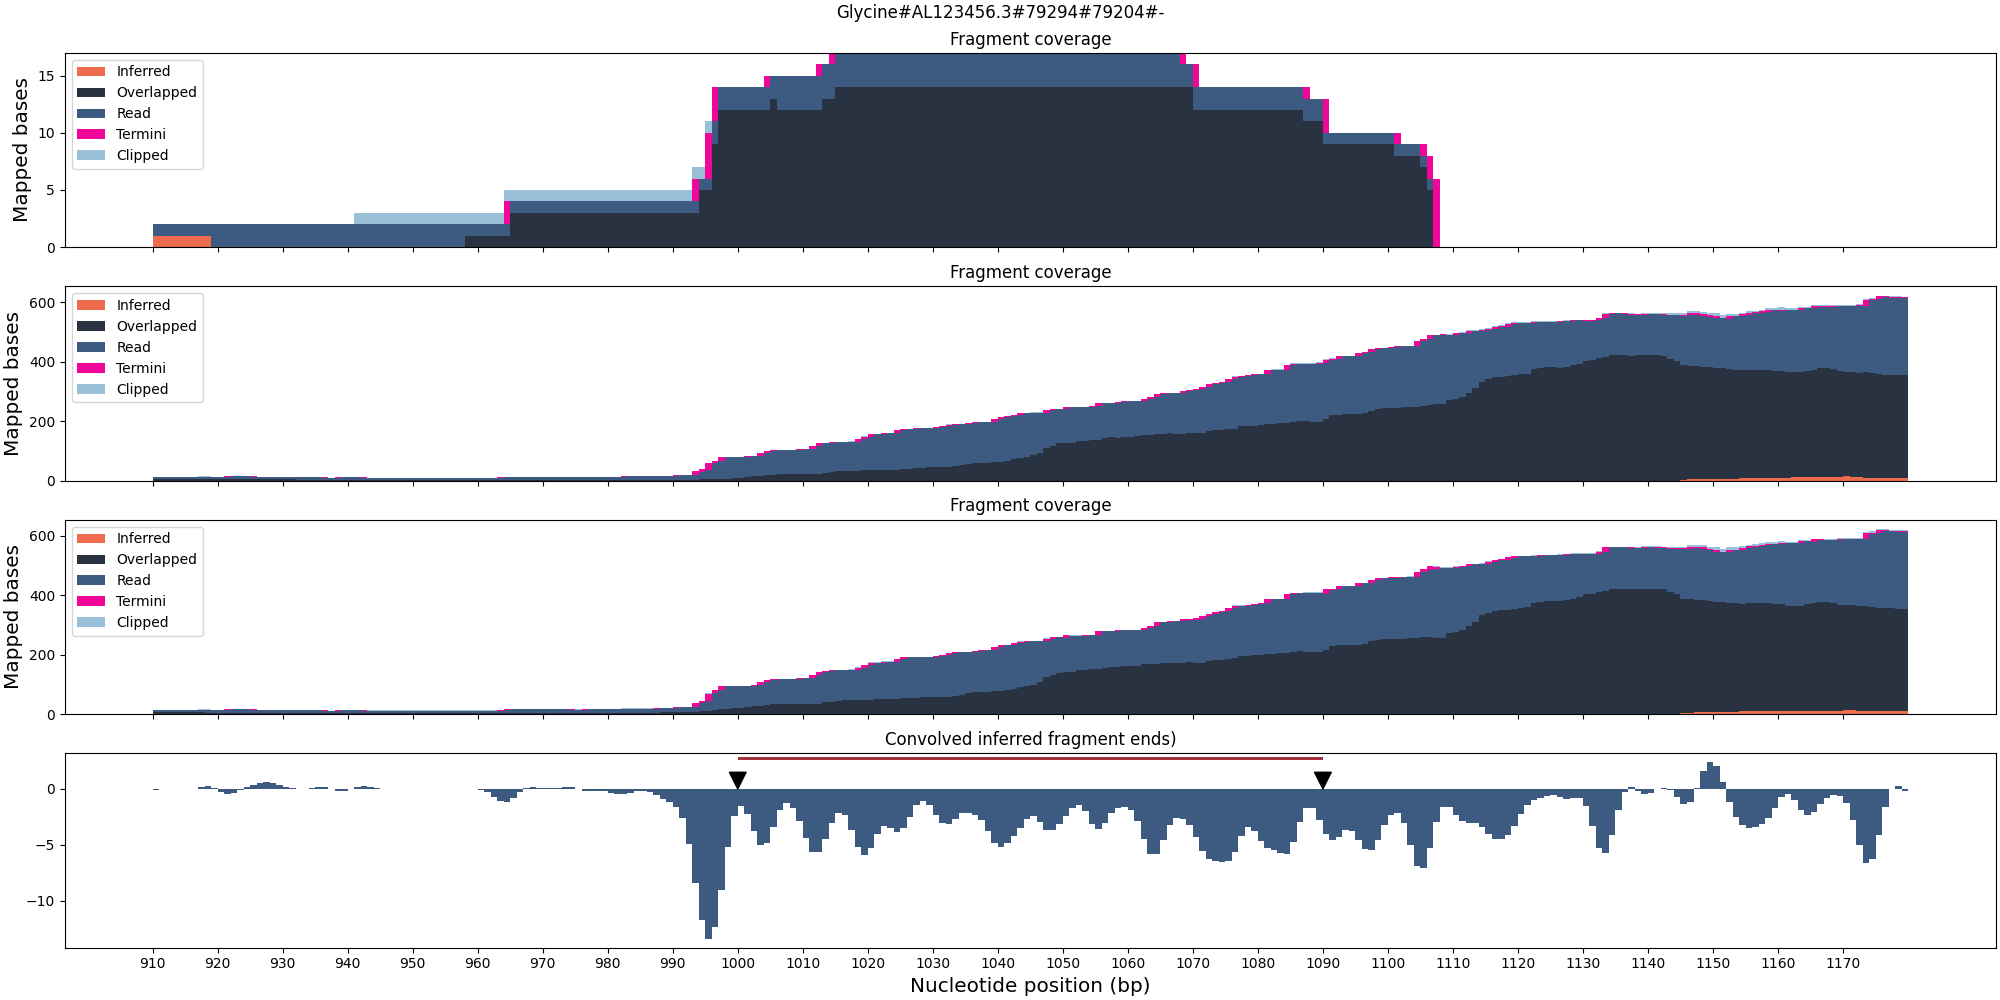 Glycine#AL123456.3#79294#79204#-
Fragment coverage
Mapped bases
15
10
5
0
Inferred
Overlapped
Read
Termini
Clipped
Fragment coverage
Mapped bases
600
400
200
0
Inferred
Overlapped
Read
Termini
Clipped
Fragment coverage
Mapped bases
600
400
200
0
Inferred
Overlapped
Read
Termini
Clipped
Convolved inferred fragment ends)
0
−5
−10
910 920 930 940 950 960 970 980 990 1000 1010 1020 1030 1040 1050 1060 1070 1080 1090 1100 1110 1120 1130 1140 1150 1160 1170
Nucleotide position (bp)